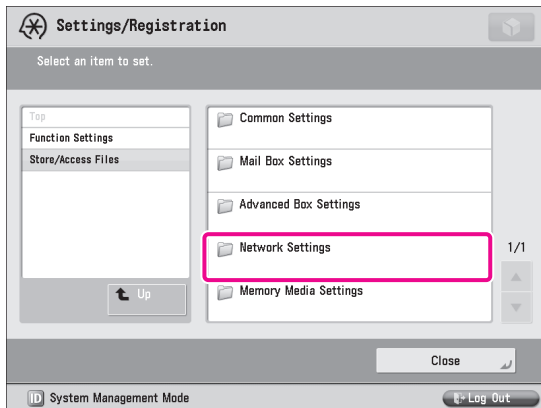 Settings/Registration
Select an item to set.
Top
Function Settings
Store/Access Files
Up
Common Settings
Mail Box Settings
Advanced Box Settings
Network Settings
Memory Media Settings
1/1
Close
ID System Management Mode
Log Out